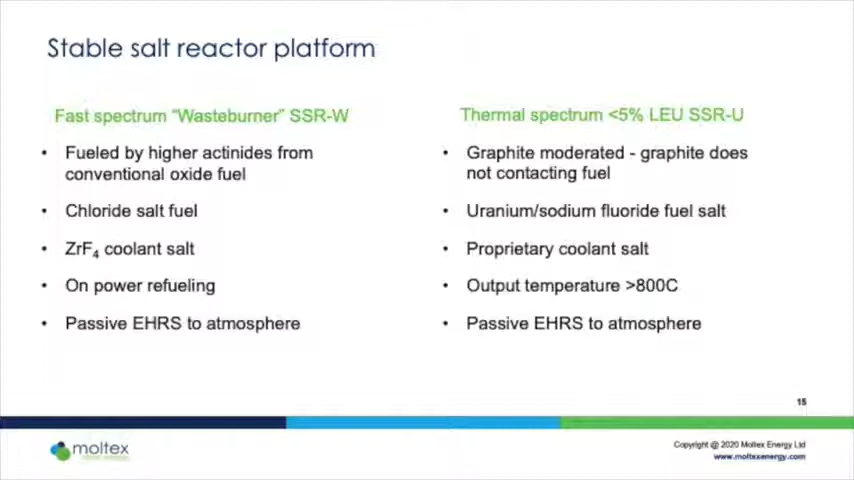 Stable salt reactor platform
Fast spectrum “Wasteburner” SSR-W
• Fueled by higher actinides from
conventional oxide fuel
• Chloride salt fuel
• ZrF₄ coolant salt
• On power refueling
• Passive EHRS to atmosphere
Thermal spectrum <5% LEU SSR-U
• Graphite moderated - graphite does
not contacting fuel
• Uranium/sodium fluoride fuel salt
• Proprietary coolant salt
• Output temperature >800C
• Passive EHRS to atmosphere
15
moltex
Copyright @ 2020 Moltex Energy Ltd
www.moltexenergy.com